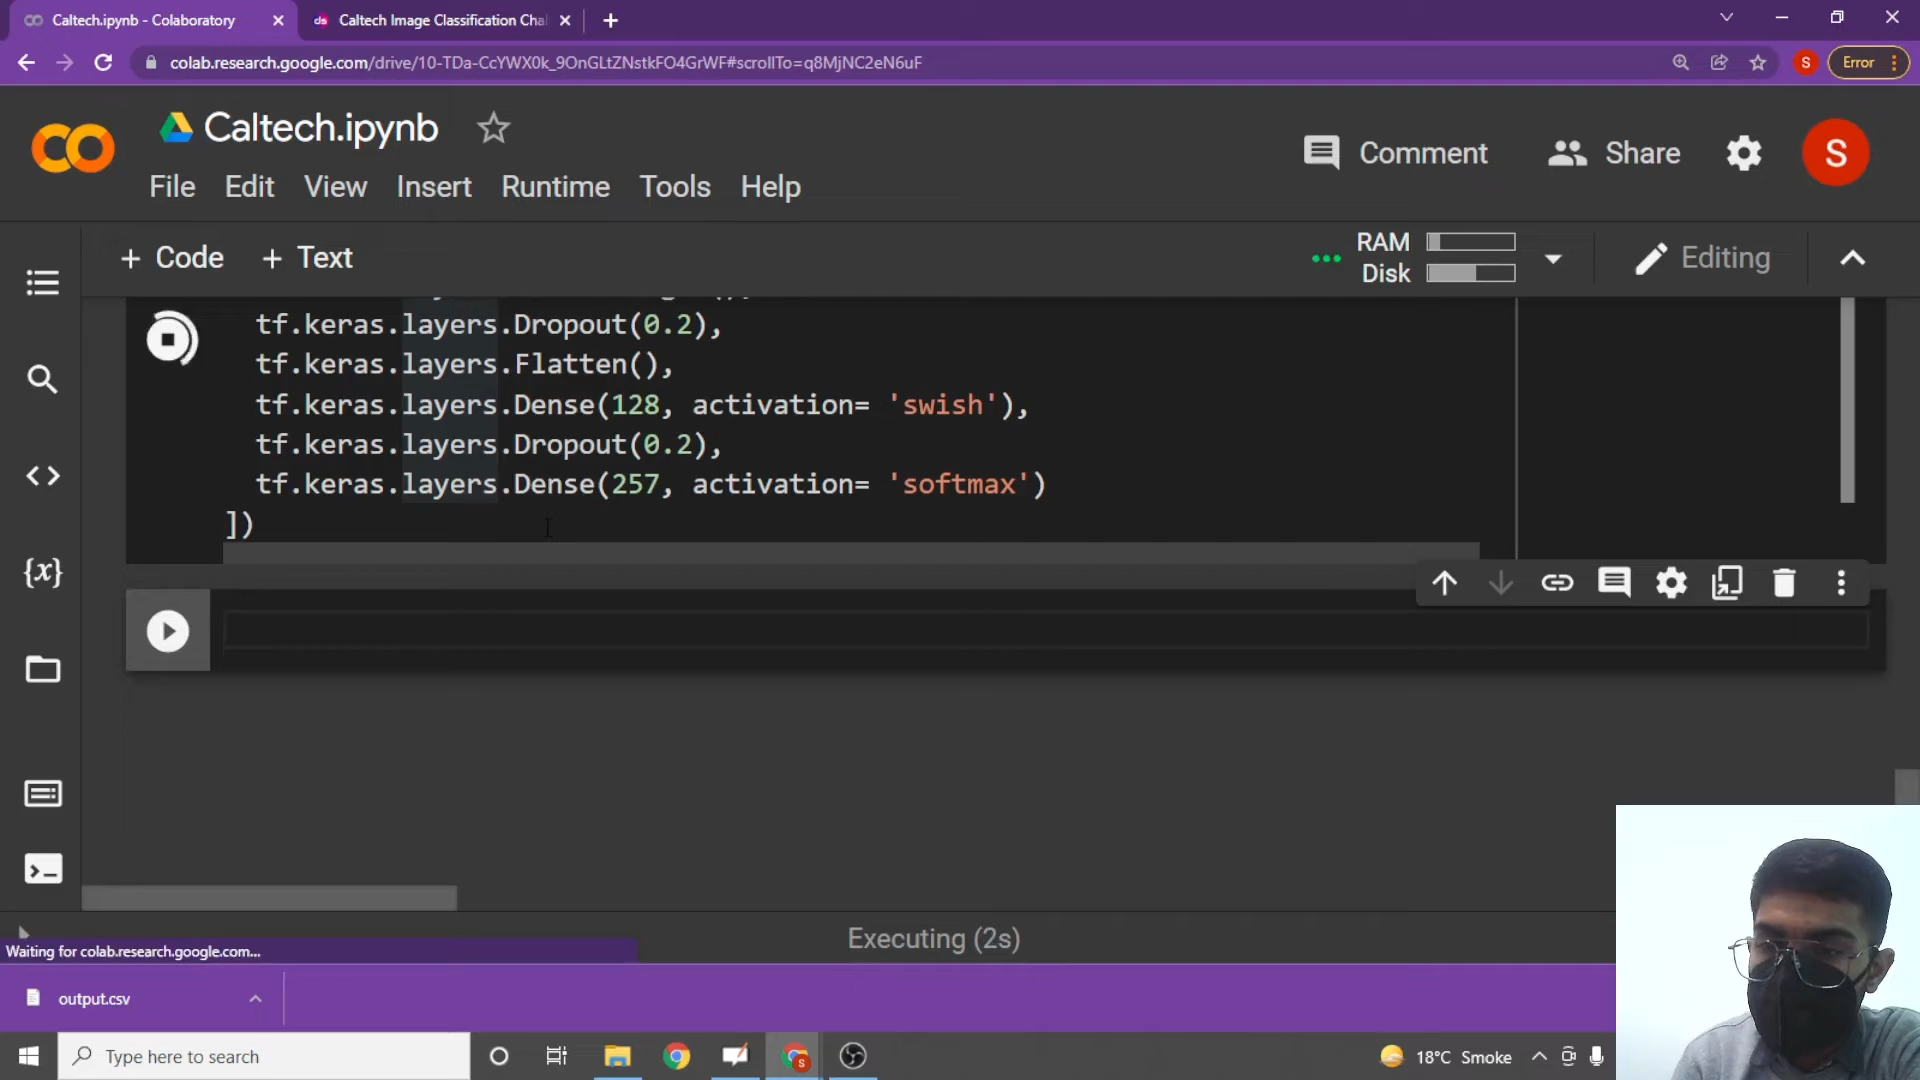 Caltech.ipynb - Colaboratory
ds Caltech Image Classification Chal
colab.research.google.com/drive/10-TDa-CcYWX0k_9OnGLtZNstkFO4GrWF#scrollTo=q8MjNC2eN6uF
S
Error
Caltech.ipynb
File Edit View Insert Runtime Tools Help
Comment
Share
S
+ Code + Text
RAM
Disk
Editing
tf.keras.layers.Dropout(0.2),
tf.keras.layers.Flatten(),
tf.keras.layers.Dense(128, activation= 'swish'),
tf.keras.layers.Dropout(0.2),
tf.keras.layers.Dense(257, activation= 'softmax')
])
{x}
Executing (2s)
Waiting for colab.research.google.com...
output.csv
Type here to search
S
18°C Smoke